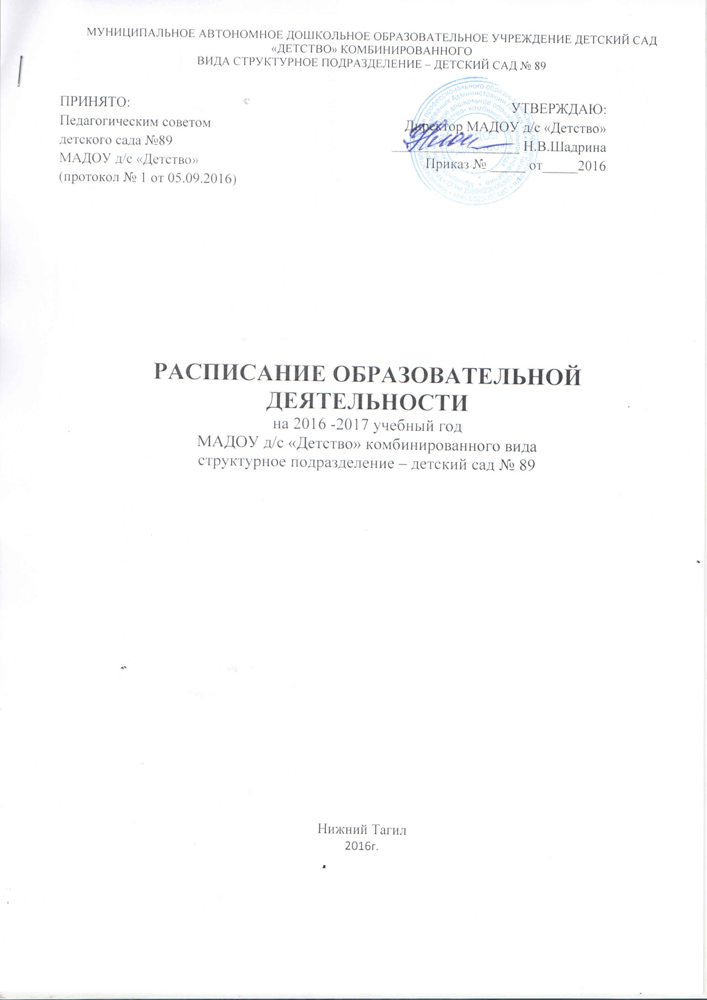 МУНИЦИПАЛЬНОЕ АВТОНОМНОЕ ДОШКОЛЬНОЕ ОБРАЗОВАТЕЛЬНОЕ УЧРЕЖДЕНИЕ ДЕТСКИЙ САД
«ДЕТСТВО» КОМБИНИРОВАННОГО
ВИДА СТРУКТУРНОЕ ПОДРАЗДЕЛЕНИЕ – ДЕТСКИЙ САД № 89
ПРИНЯТО:
Педагогическим советом
детского сада №89
МАДОУ д/с «Детство»
(протокол № 1 от 05.09.2016)
УТВЕРЖДАЮ:
Директор МАДОУ д/с «Детство»
__________________ Н.В.Шадрина
Приказ № _____ от_____2016
РАСПИСАНИЕ ОБРАЗОВАТЕЛЬНОЙ
ДЕЯТЕЛЬНОСТИ
на 2016 -2017 учебный год
МАДОУ д/с «Детство» комбинированного вида
структурное подразделение – детский сад № 89
Нижний Тагил
2016г.